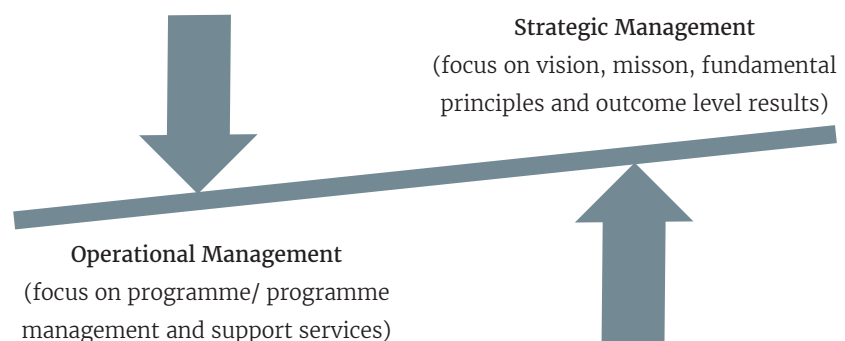 Strategic Management
(focus on vision, misson, fundamental
principles and outcome level results)
Operational Management
(focus on programme/ programme
management and support services)